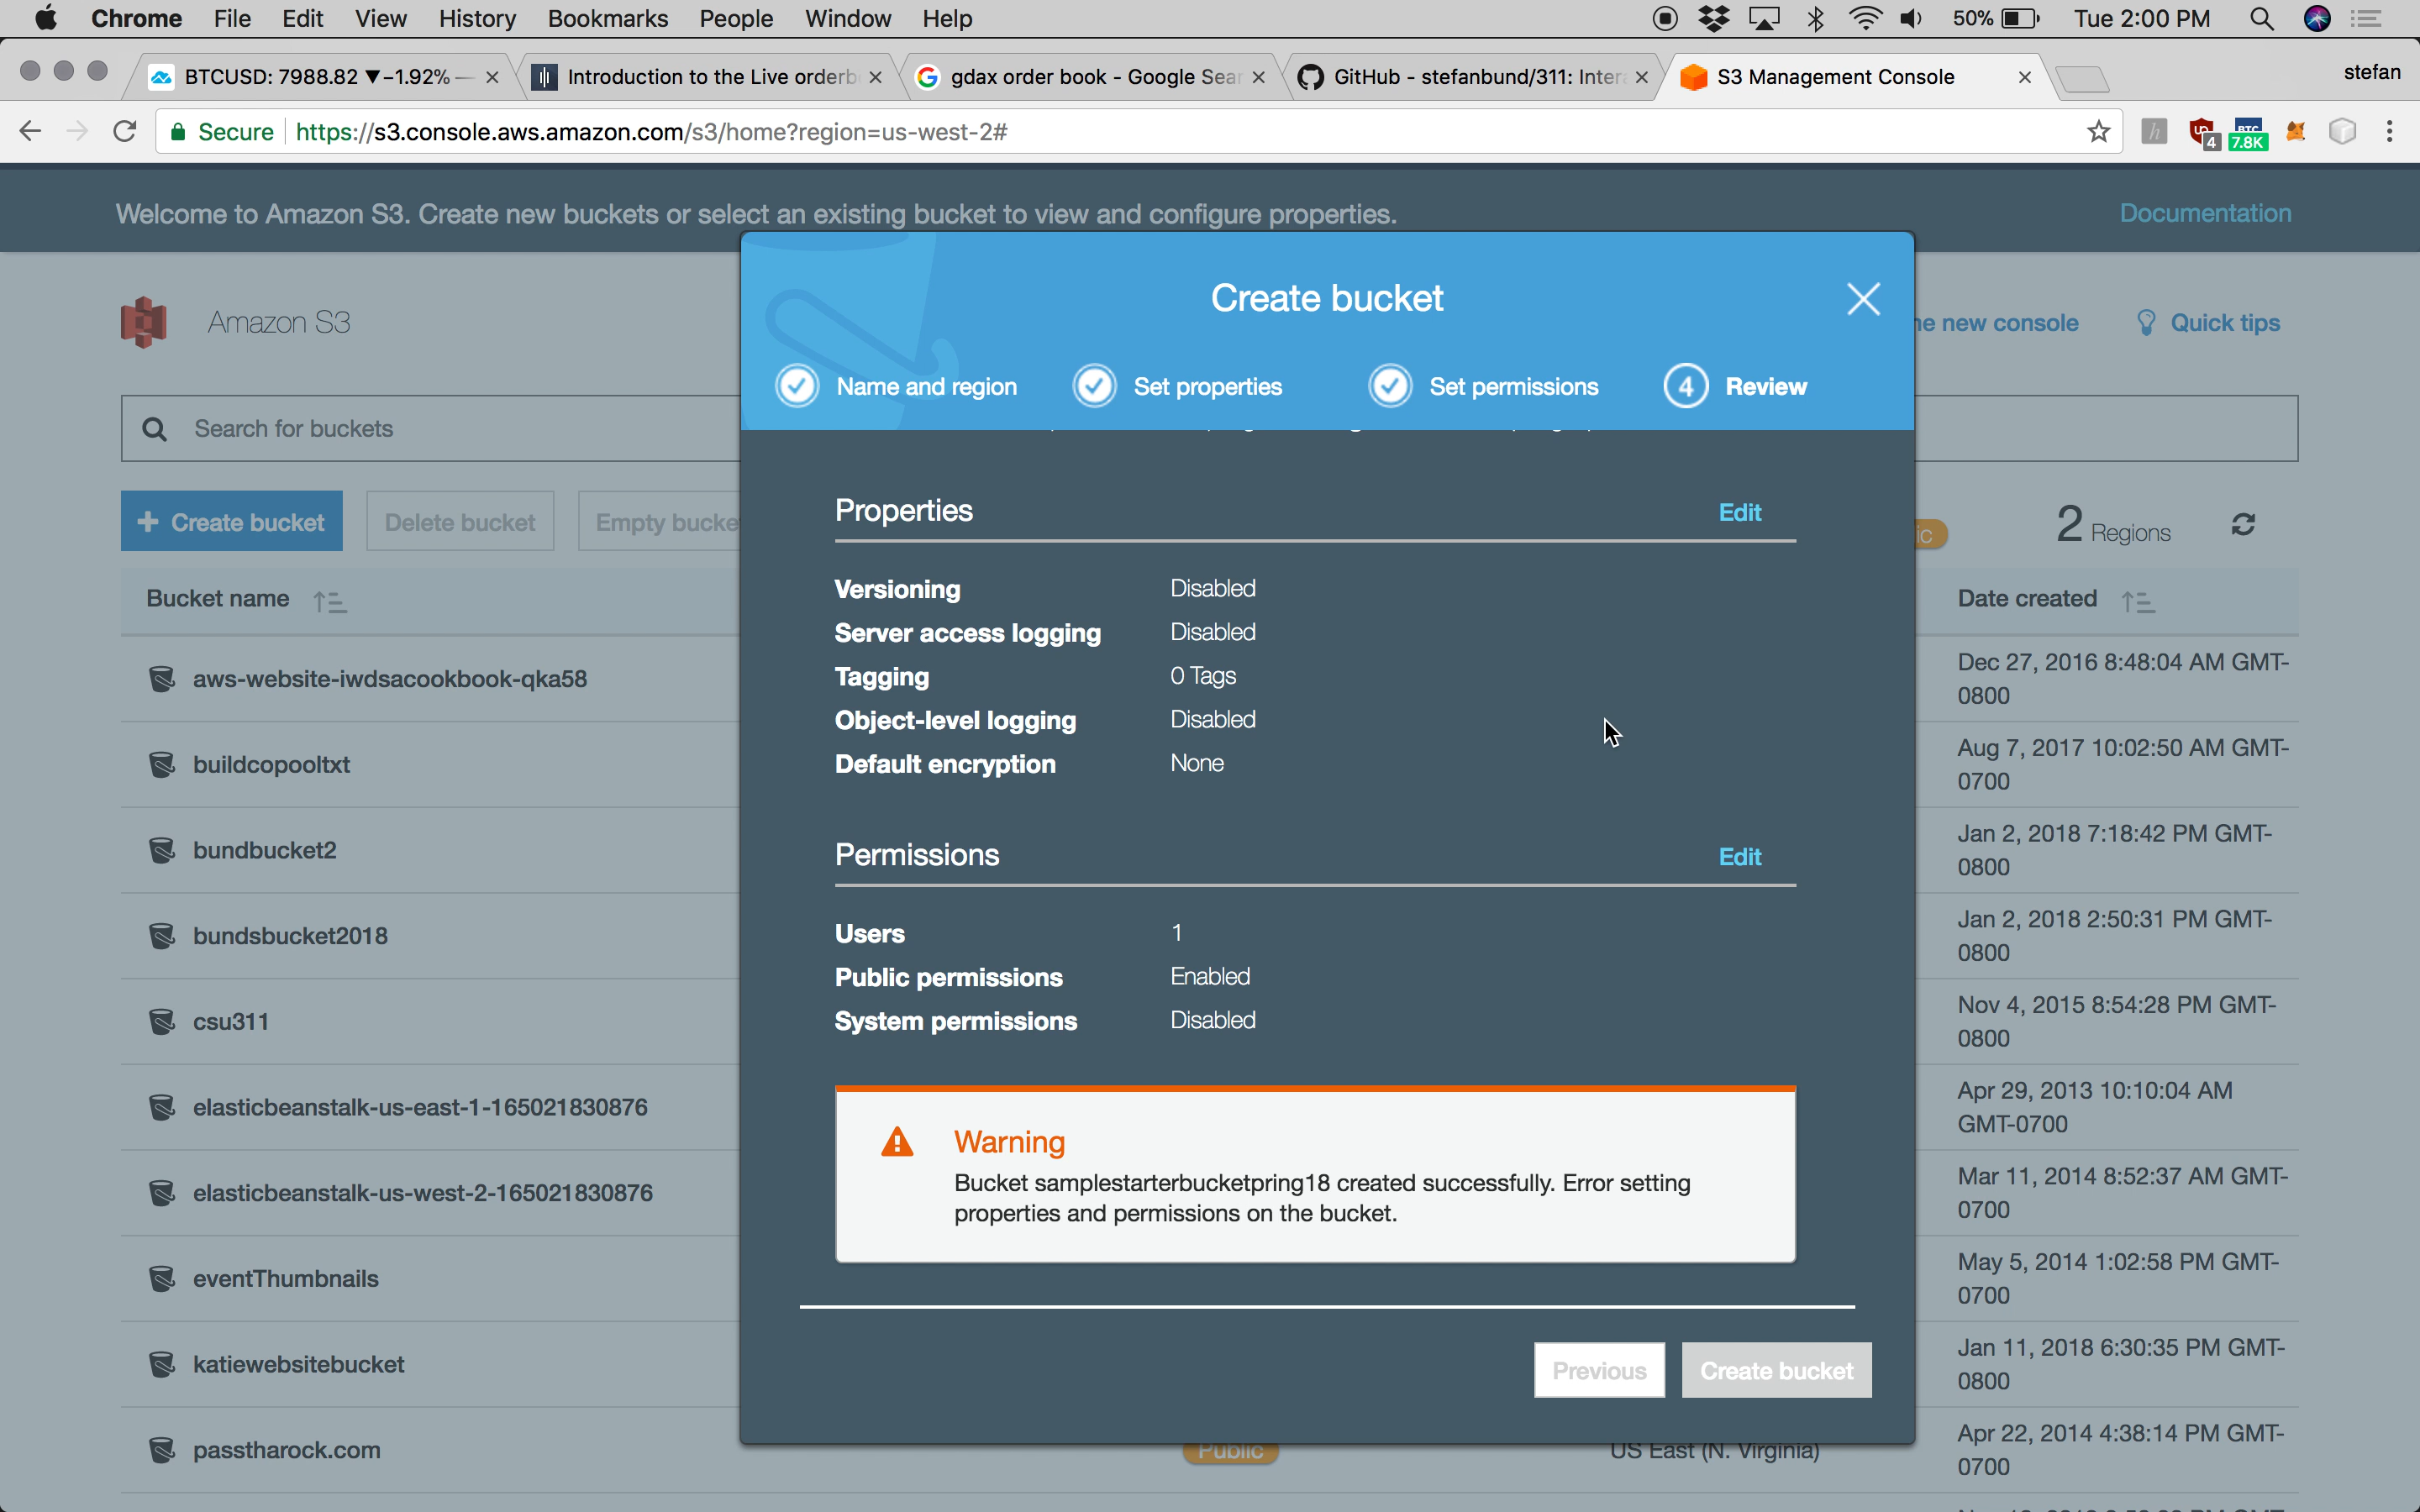 Chrome File Edit View History Bookmarks People Window Help 50% Tue 2:00 PM
BTCUSD: 7988.82 ▼−1.92% — Introduction to the Live orderb gdax order book - Google Sear GitHub - stefanbund/311: Inter S3 Management Console stefan
Secure https://s3.console.aws.amazon.com/s3/home?region=us-west-2# h 4 BTC 7.8K
Welcome to Amazon S3. Create new buckets or select an existing bucket to view and configure properties. Documentation
Create bucket
Amazon S3 he new console Quick tips
Name and region Set properties Set permissions 4 Review
Search for buckets
Properties Edit
+ Create bucket Delete bucket Empty bucke ic 2 Regions
Bucket name Date created
Versioning Disabled
Server access logging Disabled
Tagging 0 Tags
Object-level logging Disabled
Default encryption None
aws-website-iwdsacookbook-qka58 Dec 27, 2016 8:48:04 AM GMT-
0800
buildcopooltxt Aug 7, 2017 10:02:50 AM GMT-
0700
bundbucket2 Jan 2, 2018 7:18:42 PM GMT-
0800
Permissions Edit
bundsbucket2018 Jan 2, 2018 2:50:31 PM GMT-
0800
Users 1
Public permissions Enabled
System permissions Disabled
csu311 Nov 4, 2015 8:54:28 PM GMT-
0800
elasticbeanstalk-us-east-1-165021830876 Apr 29, 2013 10:10:04 AM
GMT-0700
Warning
Bucket samplestarterbucketpring18 created successfully. Error setting
properties and permissions on the bucket.
elasticbeanstalk-us-west-2-165021830876 Mar 11, 2014 8:52:37 AM GMT-
0700
eventThumbnails May 5, 2014 1:02:58 PM GMT-
0700
katiewebsitebucket Jan 11, 2018 6:30:35 PM GMT-
0800
Previous Create bucket
passtharock.com Public US East (N. Virginia) Apr 22, 2014 4:38:14 PM GMT-
0700